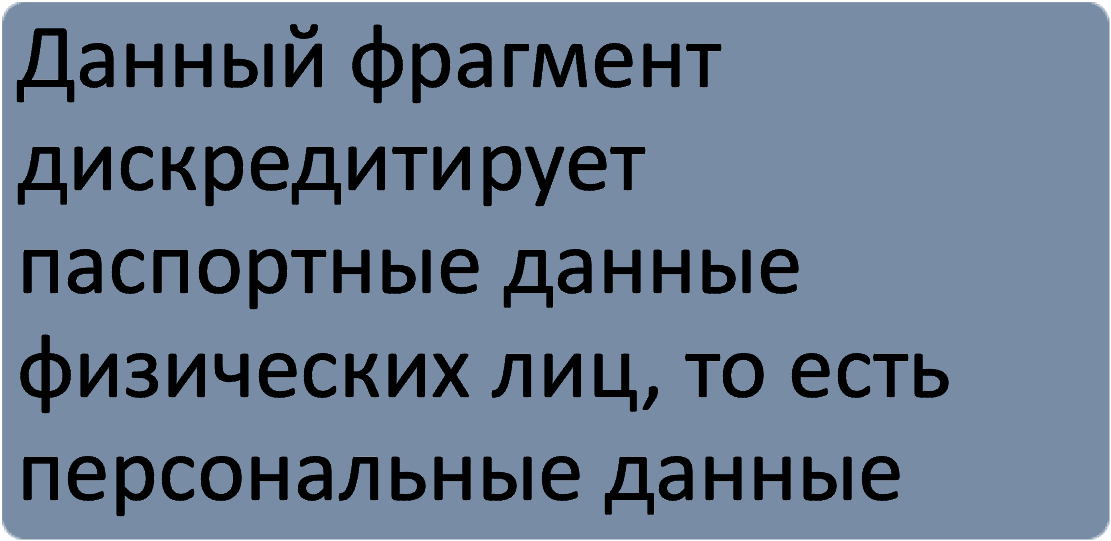 Данный фрагмент
дискредитирует
паспортные данные
физических лиц, то есть
персональные данные